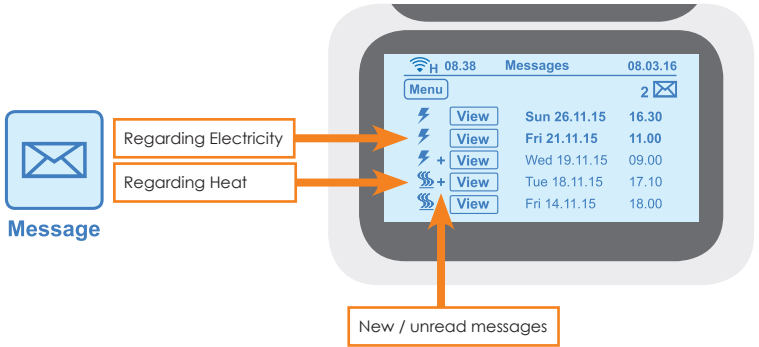 H 08.38 Messages 08.03.16
Menu 2
View Sun 26.11.15 16.30
View Fri 21.11.15 11.00
+ View Wed 19.11.15 09.00
+ View Tue 18.11.15 17.10
View Fri 14.11.15 18.00
Regarding Electricity
Regarding Heat
Message
New / unread messages